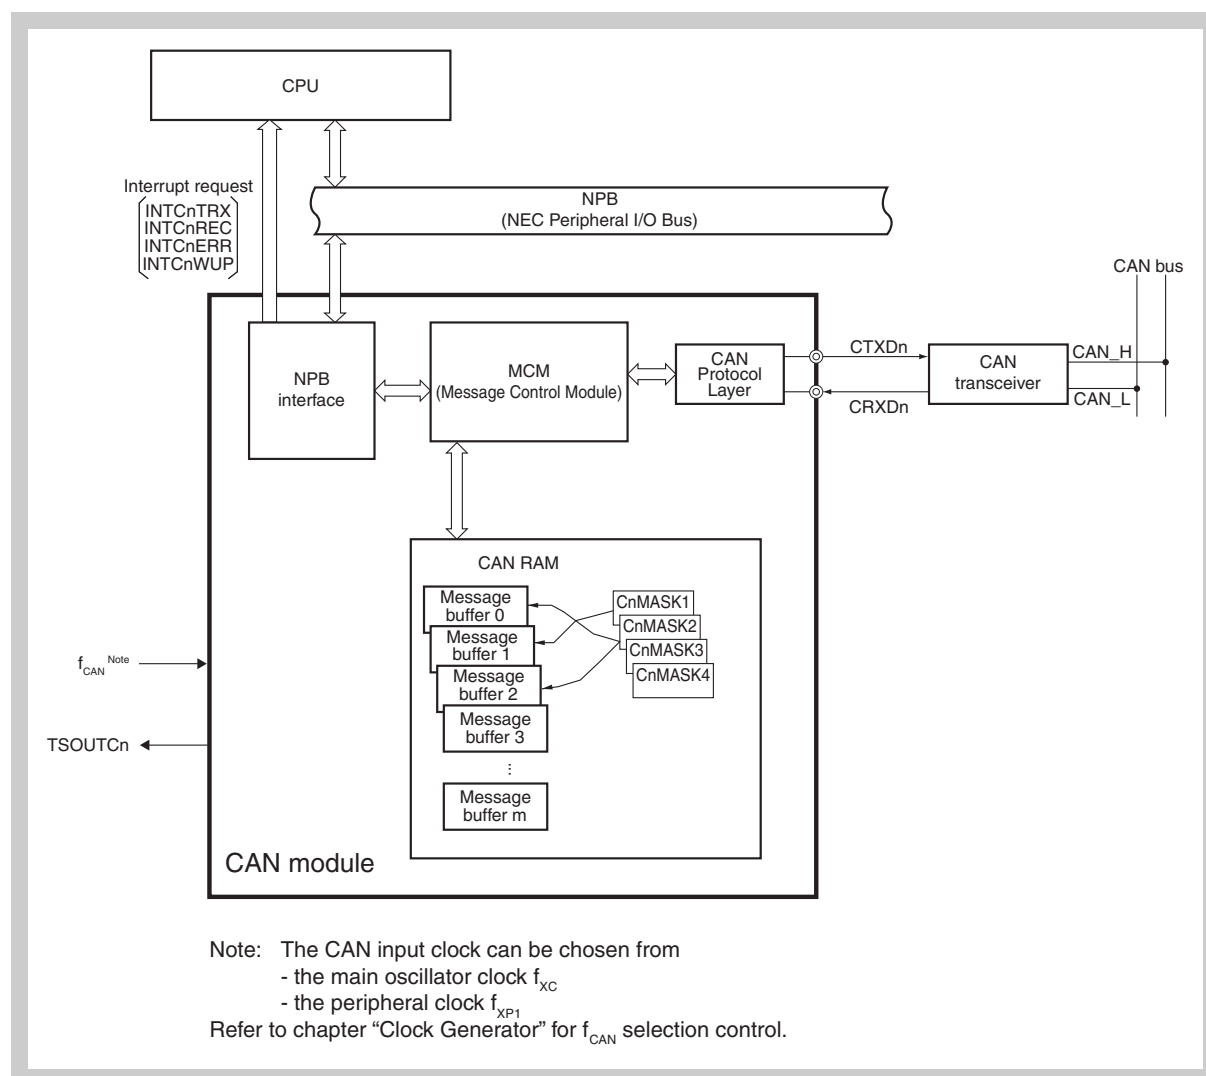 CPU
Interrupt request
INTCnTRX
INTCnREC
INTCnERR
INTCnWUP
NPB
(NEC Peripheral I/O Bus)
CAN bus
NPB
interface
MCM
(Message Control Module)
CAN
Protocol
Layer
CTXDn
CRXDn
CAN
transceiver
CAN_H
CAN_L
CAN RAM
Message
buffer 0
Message
buffer 1
Message
buffer 2
Message
buffer 3
...
Message
buffer m
CnMASK1
CnMASK2
CnMASK3
CnMASK4
fCAN Note
TSOUTCn
CAN module
Note: The CAN input clock can be chosen from
- the main oscillator clock fXC
- the peripheral clock fXP1
Refer to chapter “Clock Generator” for fCAN selection control.